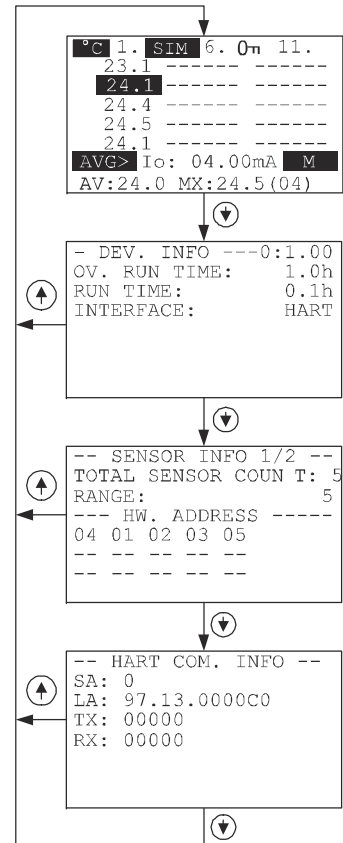 °C 1. SIM 6. 11.
23.1 ------ ------
24.1 ------ ------
24.4 ------ ------
24.5 ------ ------
24.1 ------ ------
AVG> Io: 04.00mA M
AV:24.0 MX:24.5(04)
- DEV. INFO ---0:1.00
OV. RUN TIME: 1.0h
RUN TIME: 0.1h
INTERFACE: HART
-- SENSOR INFO 1/2 --
TOTAL SENSOR COUN T: 5
RANGE: 5
--- HW. ADDRESS -----
04 01 02 03 05
-- -- -- -- --
-- -- -- -- --
-- HART COM. INFO --
SA: 0
LA: 97.13.0000C0
TX: 00000
RX: 00000